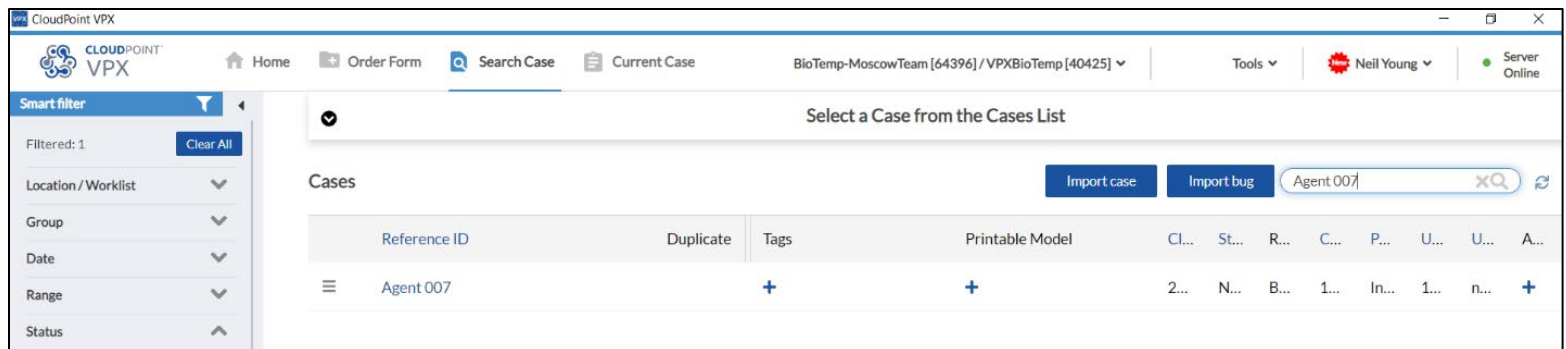 VPX CloudPoint VPX
CLOUDPOINT™
VPX
Home
Order Form
Search Case
Current Case
BioTemp-MoscowTeam [64396] / VPXBioTemp [40425]
Tools
New
Neil Young
Server
Online
Smart filter
Filtered: 1
Clear All
Location / Worklist
Group
Date
Range
Status
Select a Case from the Cases List
Cases
Import case
Import bug
Agent 007
Reference ID Duplicate Tags Printable Model Cl... St... R... C... P... U... U... A...
Agent 007 2... N... B... 1... In... 1... n...